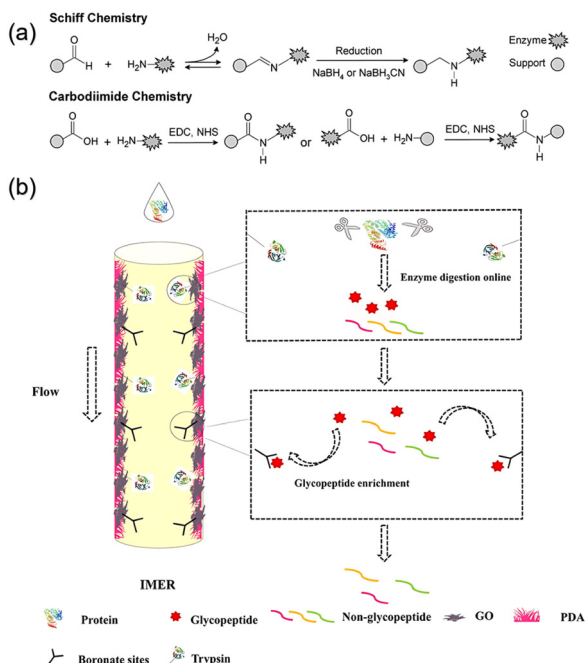 (a)
Schiff Chemistry
O
H
+
H₂N
H₂O
N
Reduction
NaBH₄ or NaBH₃CN
N
H
Enzyme
Support
Carbodiimide Chemistry
O
OH
+
H₂N
EDC, NHS
O
N
H
or
O
OH
+
H₂N
EDC, NHS
O
N
H
(b)
Enzyme digestion online
Flow
Glycopeptide enrichment
IMER
Protein
Glycopeptide
Non-glycopeptide
GO
PDA
Boronate sites
Trypsin